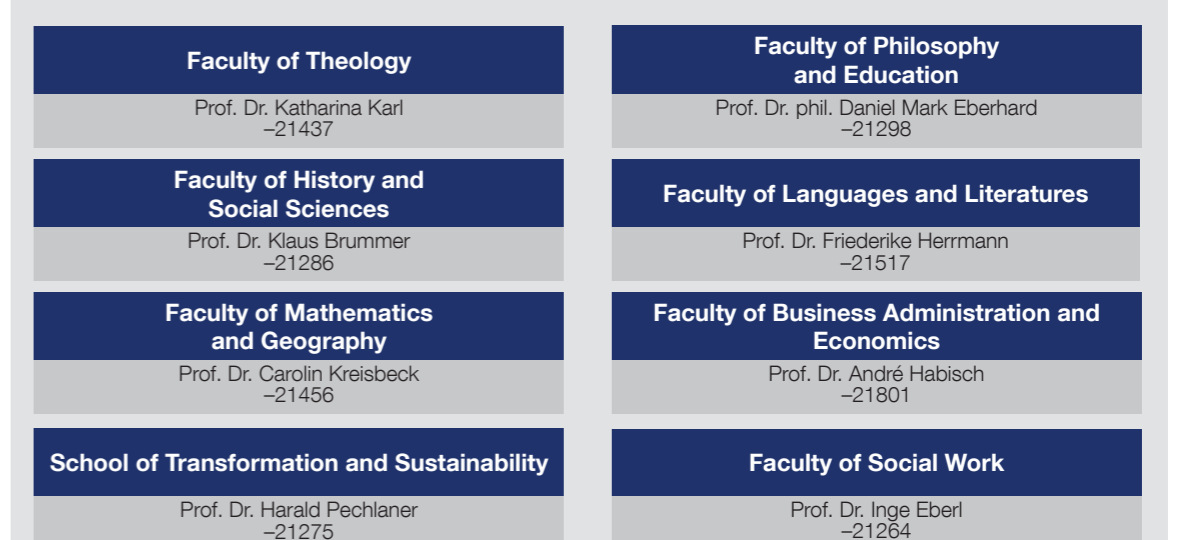 Faculty of Theology
Prof. Dr. Katharina Karl
–21437
Faculty of Philosophy
and Education
Prof. Dr. phil. Daniel Mark Eberhard
–21298
Faculty of History and
Social Sciences
Prof. Dr. Klaus Brummer
–21286
Faculty of Languages and Literatures
Prof. Dr. Friederike Herrmann
–21517
Faculty of Mathematics
and Geography
Prof. Dr. Carolin Kreisbeck
–21456
Faculty of Business Administration and
Economics
Prof. Dr. André Habisch
–21801
School of Transformation and Sustainability
Prof. Dr. Harald Pechlaner
–21275
Faculty of Social Work
Prof. Dr. Inge Eberl
–21264